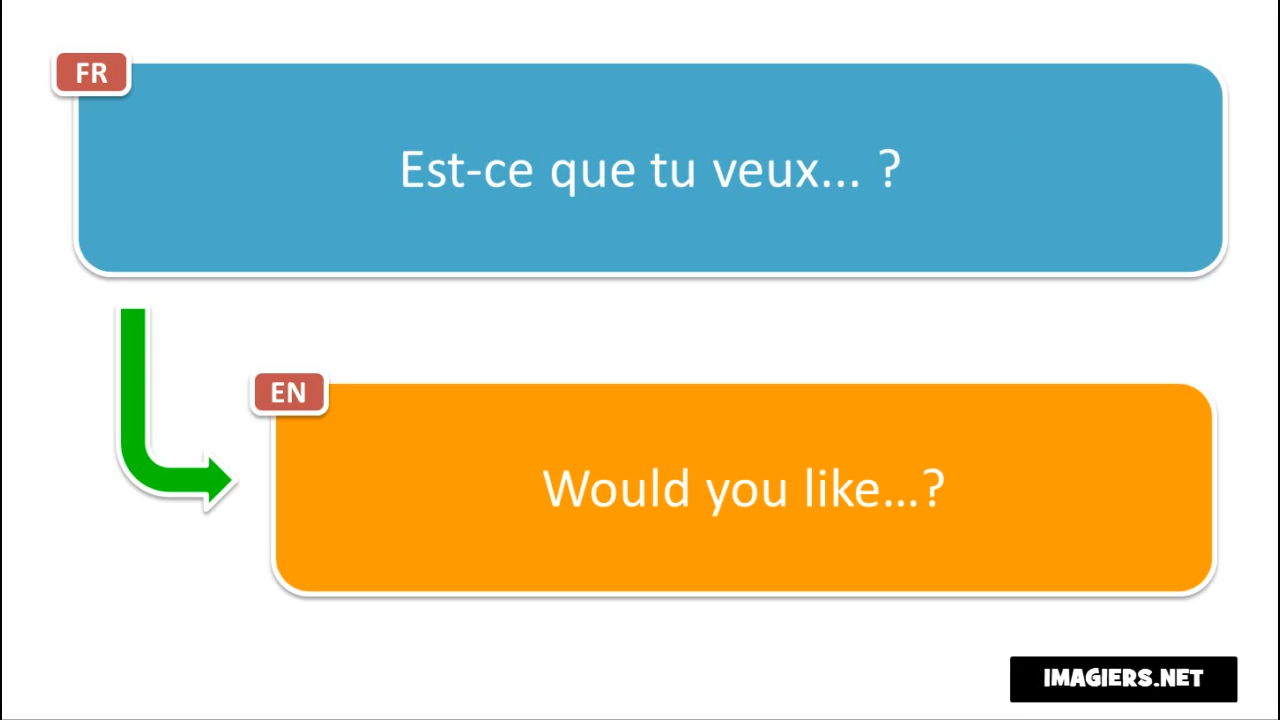 FR
Est-ce que tu veux... ?
EN
Would you like...?
IMAGIERS.NET